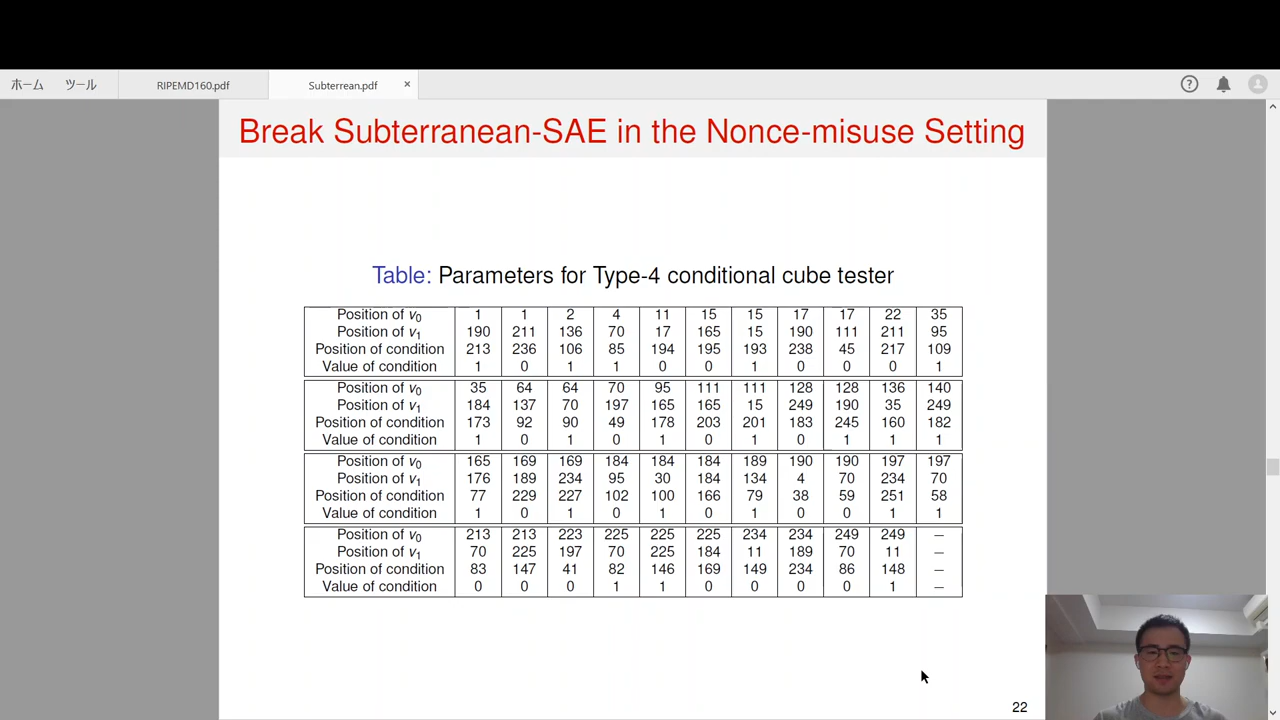 ホーム ツール RIPEMD160.pdf Subterrean.pdf × ?
Break Subterranean-SAE in the Nonce-misuse Setting
Table: Parameters for Type-4 conditional cube tester
Position of v0 1 1 2 4 11 15 15 17 17 22 35
Position of v1 190 211 136 70 17 165 15 190 111 211 95
Position of condition 213 236 106 85 194 195 193 238 45 217 109
Value of condition 1 0 1 1 0 0 1 0 0 0 1
Position of v0 35 64 64 70 95 111 111 128 128 136 140
Position of v1 184 137 70 197 165 165 15 249 190 35 249
Position of condition 173 92 90 49 178 203 201 183 245 160 182
Value of condition 1 0 1 0 1 0 1 0 1 1 1
Position of v0 165 169 169 184 184 184 189 190 190 197 197
Position of v1 176 189 234 95 30 184 134 4 70 234 70
Position of condition 77 229 227 102 100 166 79 38 59 251 58
Value of condition 1 0 1 0 1 0 1 0 0 1 1
Position of v0 213 213 223 225 225 225 234 234 249 249 –
Position of v1 70 225 197 70 225 184 11 189 70 11 –
Position of condition 83 147 41 82 146 169 149 234 86 148 –
Value of condition 0 0 0 1 1 0 0 0 0 1 –
22